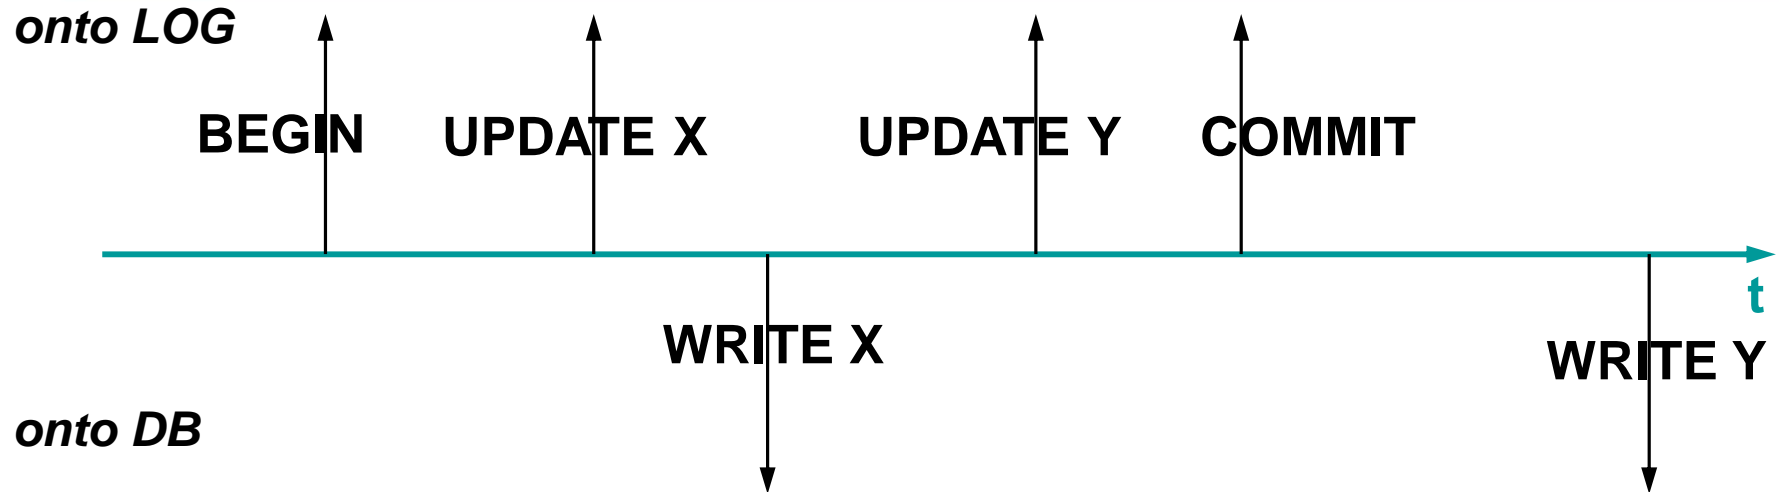 onto LOG
BEGIN UPDATE X UPDATE Y COMMIT
t
WRITE X WRITE Y
onto DB